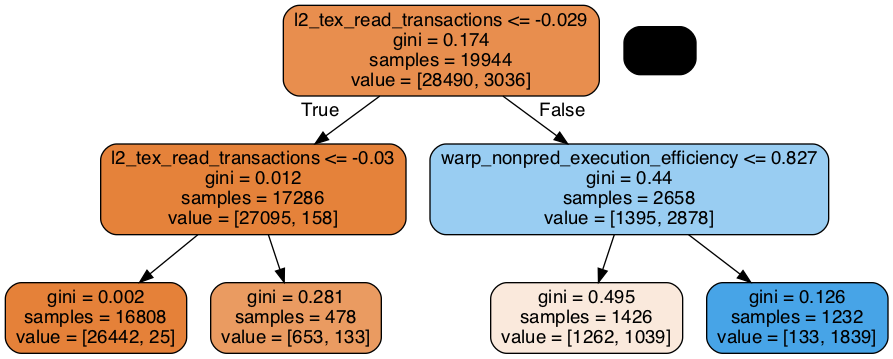 l2_tex_read_transactions <= -0.029
gini = 0.174
samples = 19944
value = [28490, 3036]
True
False
l2_tex_read_transactions <= -0.03
gini = 0.012
samples = 17286
value = [27095, 158]
warp_nonpred_execution_efficiency <= 0.827
gini = 0.44
samples = 2658
value = [1395, 2878]
gini = 0.002
samples = 16808
value = [26442, 25]
gini = 0.281
samples = 478
value = [653, 133]
gini = 0.495
samples = 1426
value = [1262, 1039]
gini = 0.126
samples = 1232
value = [133, 1839]